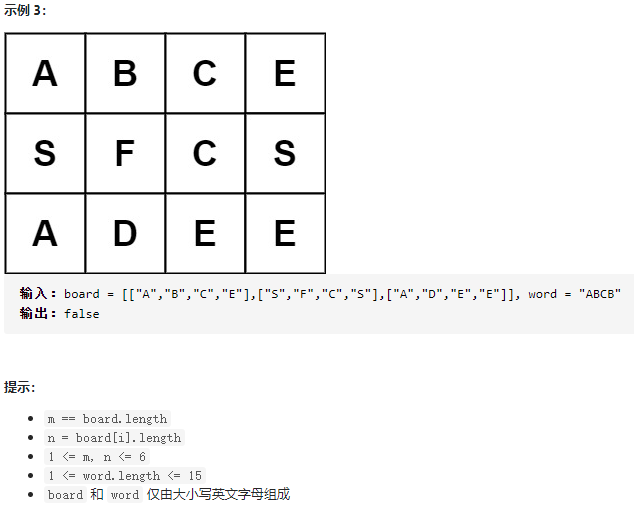 示例 3：
A B C E
S F C S
A D E E
输入：board = [["A","B","C","E"],["S","F","C","S"],["A","D","E","E"]], word = "ABCB"
输出：false
提示：
m == board.length
n = board[i].length
1 <= m, n <= 6
1 <= word.length <= 15
board 和 word 仅由大小写英文字母组成